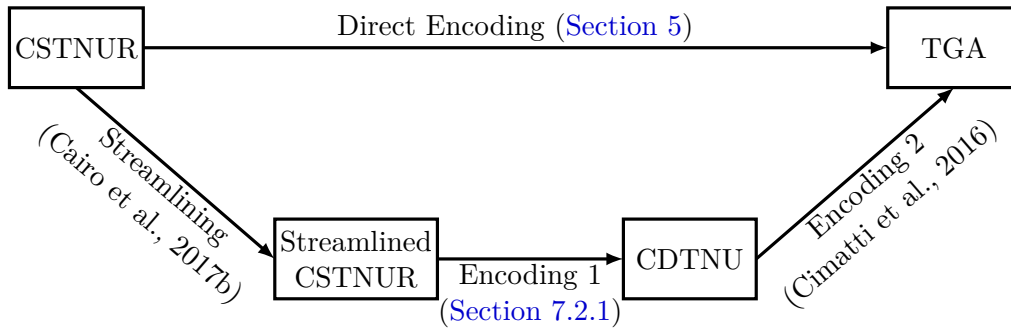 Direct Encoding (Section 5)
CSTNUR
TGA
Streamlining
(Cairo et al., 2017b)
Encoding 2
(Cimatti et al., 2016)
Streamlined
CSTNUR
Encoding 1
(Section 7.2.1)
CDTNU